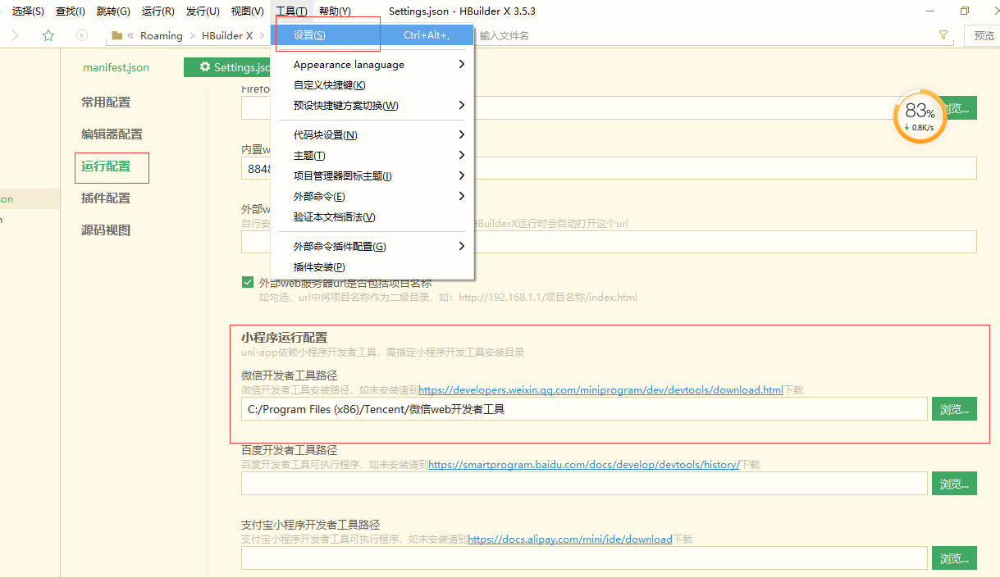 选择(S) 查找(I) 跳转(G) 运行(R) 发行(U) 视图(V) 工具(T) 帮助(Y) Settings.json - HBuilder X 3.5.3
« Roaming HBuilder X 输入文件名 预览
设置(S) Ctrl+Alt+,
Appearance lanaguage
自定义快捷键(K)
预设快捷键方案切换(W)
代码块设置(N)
主题(T)
项目管理器图标主题(I)
外部命令(E)
验证本文档语法(V)
外部命令插件配置(G)
插件安装(P)
manifest.json Settings.jso
常用配置
编辑器配置
运行配置
插件配置
源码视图
son
Firefo
浏览...
83%
0.8K/s
内置w
8848
外部w
自行安 HBuilderX运行时会自动打开这个url
外部web服务器url是否包括项目名称
如勾选，url中将项目名称作为二级目录，如：http://192.168.1.1/项目名称/index.html
小程序运行配置
uni-app依赖小程序开发者工具，需指定小程序开发工具安装目录
微信开发者工具路径
微信开发者工具安装路径，如未安装请到https://developers.weixin.qq.com/miniprogram/dev/devtools/download.html下载
C:/Program Files (x86)/Tencent/微信web开发者工具 浏览...
百度开发者工具路径
百度开发者工具可执行程序，如未安装请到https://smartprogram.baidu.com/docs/develop/devtools/history/下载
浏览...
支付宝小程序开发者工具路径
支付宝小程序开发者工具可执行程序，如未安装请到https://docs.alipay.com/mini/ide/download下载
浏览...